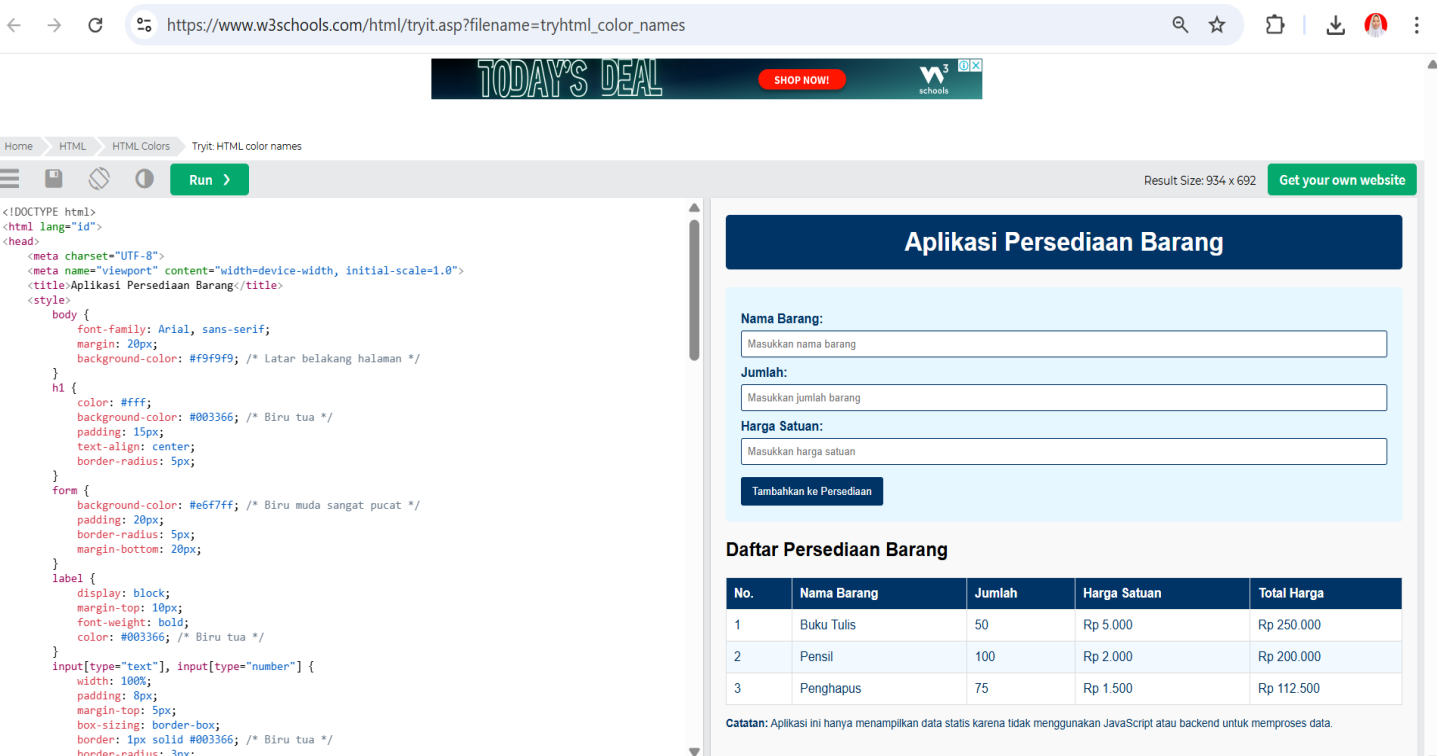 https://www.w3schools.com/html/tryit.asp?filename=tryhtml_color_names
TODAY'S DEAL
SHOP NOW!
W3
schools
Home
HTML
HTML Colors
Tryit: HTML color names
Run ❯
Result Size: 934 x 692
Get your own website
<!DOCTYPE html>
<html lang="id">
<head>
    <meta charset="UTF-8">
    <meta name="viewport" content="width=device-width, initial-scale=1.0">
    <title>Aplikasi Persediaan Barang</title>
    <style>
        body {
            font-family: Arial, sans-serif;
            margin: 20px;
            background-color: #f9f9f9; /* Latar belakang halaman */
        }
        h1 {
            color: #fff;
            background-color: #003366; /* Biru tua */
            padding: 15px;
            text-align: center;
            border-radius: 5px;
        }
        form {
            background-color: #e6f7ff; /* Biru muda sangat pucat */
            padding: 20px;
            border-radius: 5px;
            margin-bottom: 20px;
        }
        label {
            display: block;
            margin-top: 10px;
            font-weight: bold;
            color: #003366; /* Biru tua */
        }
        input[type="text"], input[type="number"] {
            width: 100%;
            padding: 8px;
            margin-top: 5px;
            box-sizing: border-box;
            border: 1px solid #003366; /* Biru tua */
            border-radius: 3px;
Aplikasi Persediaan Barang
Nama Barang:
Masukkan nama barang
Jumlah:
Masukkan jumlah barang
Harga Satuan:
Masukkan harga satuan
Tambahkan ke Persediaan
Daftar Persediaan Barang
No. Nama Barang Jumlah Harga Satuan Total Harga
1 Buku Tulis 50 Rp 5.000 Rp 250.000
2 Pensil 100 Rp 2.000 Rp 200.000
3 Penghapus 75 Rp 1.500 Rp 112.500
Catatan: Aplikasi ini hanya menampilkan data statis karena tidak menggunakan JavaScript atau backend untuk memproses data.